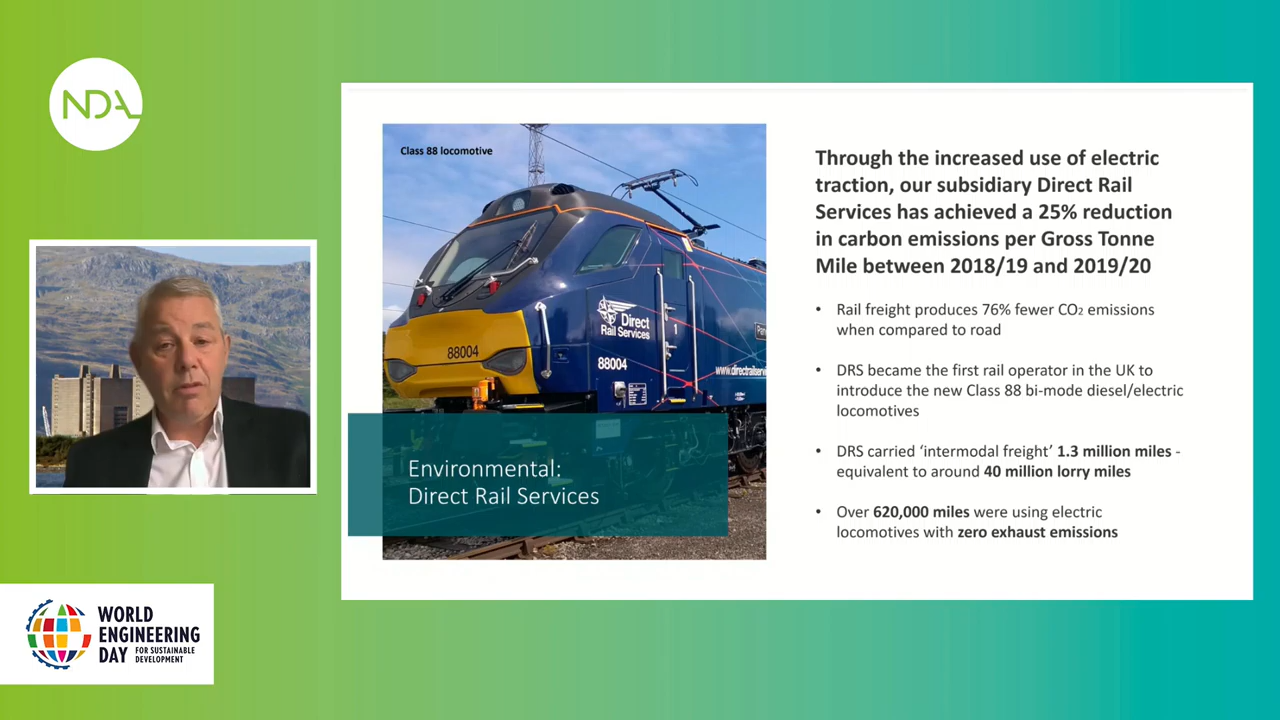 NDA
Class 88 locomotive
Direct
Rail Services
1
88004
88004
www.directrailservi
Environmental:
Direct Rail Services
Through the increased use of electric
traction, our subsidiary Direct Rail
Services has achieved a 25% reduction
in carbon emissions per Gross Tonne
Mile between 2018/19 and 2019/20
• Rail freight produces 76% fewer CO₂ emissions
when compared to road
• DRS became the first rail operator in the UK to
introduce the new Class 88 bi-mode diesel/electric
locomotives
• DRS carried ‘intermodal freight’ 1.3 million miles -
equivalent to around 40 million lorry miles
• Over 620,000 miles were using electric
locomotives with zero exhaust emissions
WORLD
ENGINEERING
DAY FOR SUSTAINABLE
DEVELOPMENT